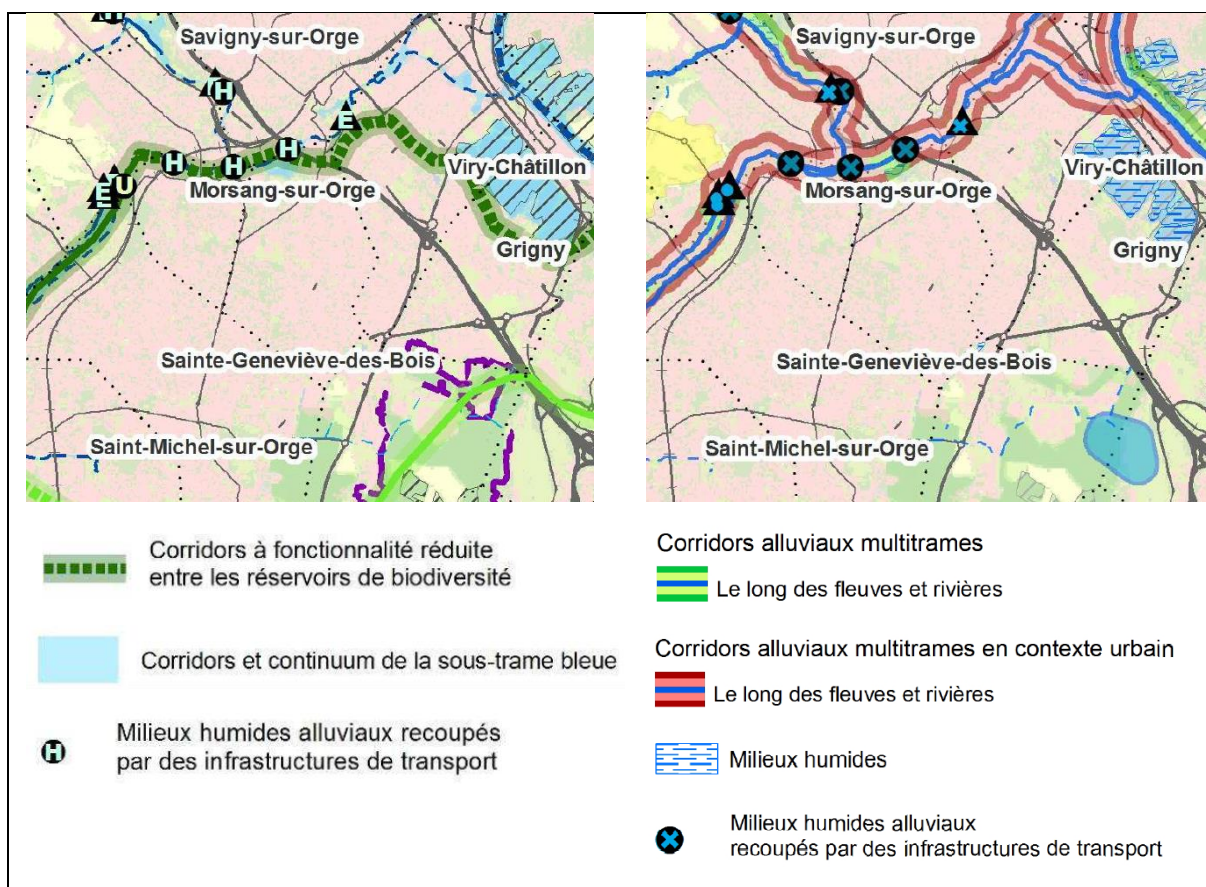 Savigny-sur-Orge
H
H
E
H
H
H
Viry-Châtillon
E
U
Morsang-sur-Orge
Grigny
Sainte-Geneviève-des-Bois
Saint-Michel-sur-Orge
Corridors à fonctionnalité réduite
entre les réservoirs de biodiversité
Corridors et continuum de la sous-trame bleue
H
Milieux humides alluviaux recoupés
par des infrastructures de transport
Savigny-sur-Orge
Viry-Châtillon
Morsang-sur-Orge
Grigny
Sainte-Geneviève-des-Bois
Saint-Michel-sur-Orge
Corridors alluviaux multitrames
Le long des fleuves et rivières
Corridors alluviaux multitrames en contexte urbain
Le long des fleuves et rivières
Milieux humides
Milieux humides alluviaux
recoupés par des infrastructures de transport